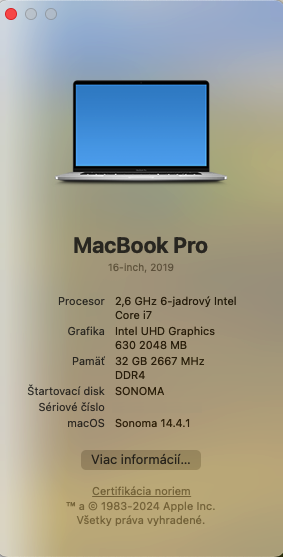 MacBook Pro
16-inch, 2019
Procesor 2,6 GHz 6-jadrový Intel
Core i7
Grafika Intel UHD Graphics
630 2048 MB
Pamäť 32 GB 2667 MHz
DDR4
Štartovací disk SONOMA
Sériové číslo
macOS Sonoma 14.4.1
Viac informácií...
Certifikácia noriem
™ a © 1983-2024 Apple Inc.
Všetky práva vyhradené.